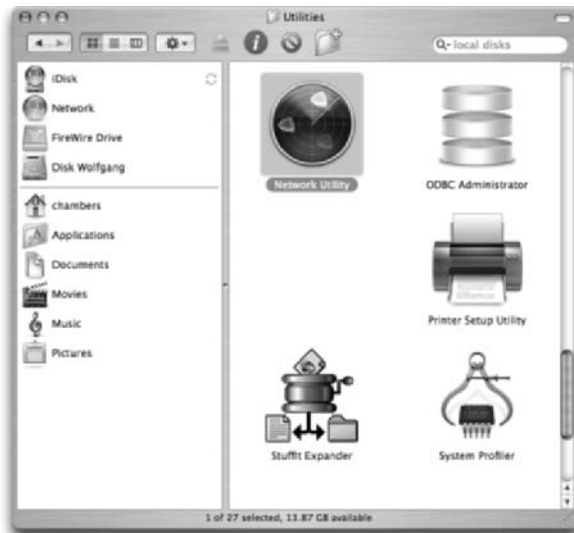 Utilities
local disks
iDisk
Network
FireWire Drive
Disk Wolfgang
chambers
Applications
Documents
Movies
Music
Pictures
Network Utility
ODBC Administrator
Printer Setup Utility
StuffIt Expander
System Profiler
1 of 27 selected, 13.87 GB available